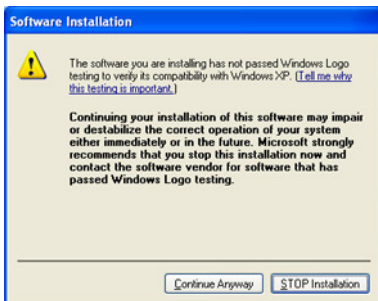 Software Installation
The software you are installing has not passed Windows Logo
testing to verify its compatibility with Windows XP. (Tell me why
this testing is important.)
Continuing your installation of this software may impair
or destabilize the correct operation of your system
either immediately or in the future. Microsoft strongly
recommends that you stop this installation now and
contact the software vendor for software that has
passed Windows Logo testing.
Continue Anyway STOP Installation